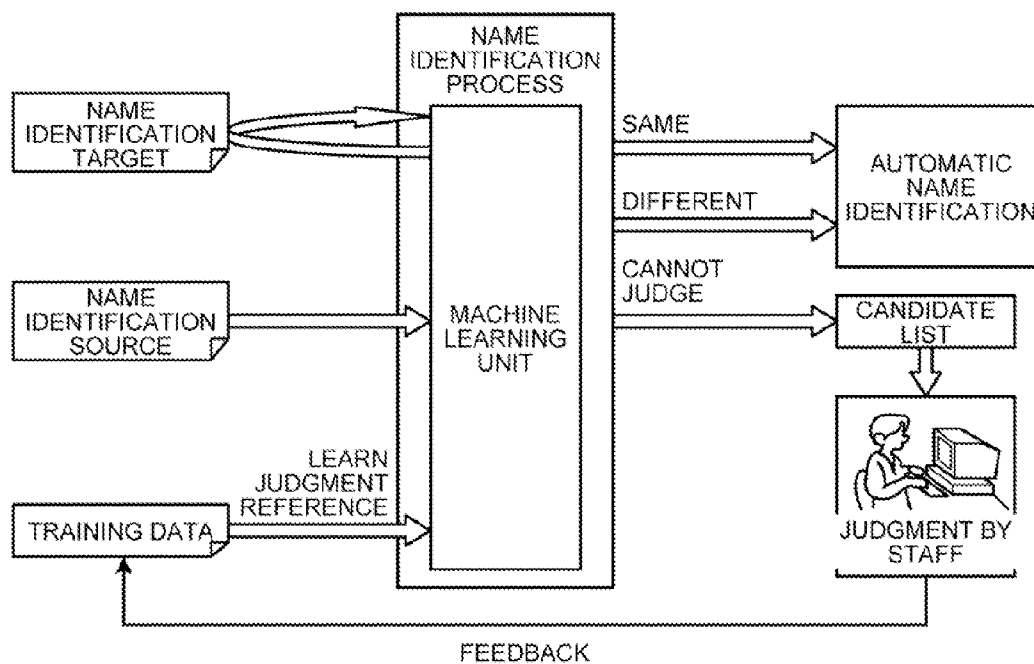 NAME
IDENTIFICATION
PROCESS
NAME
IDENTIFICATION
TARGET
SAME
AUTOMATIC
NAME
IDENTIFICATION
DIFFERENT
NAME
IDENTIFICATION
SOURCE
MACHINE
LEARNING
UNIT
CANNOT
JUDGE
CANDIDATE
LIST
LEARN
JUDGMENT
REFERENCE
TRAINING DATA
JUDGMENT BY
STAFF
FEEDBACK